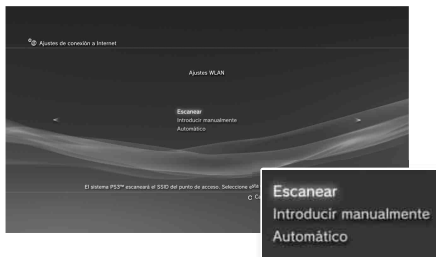 Ajustes de conexión a Internet
Ajustes WLAN
Escanear
Introducir manualmente
Automático
El sistema PS3™ escaneará el SSID del punto de acceso. Seleccione
Escanear
Introducir manualmente
Automático